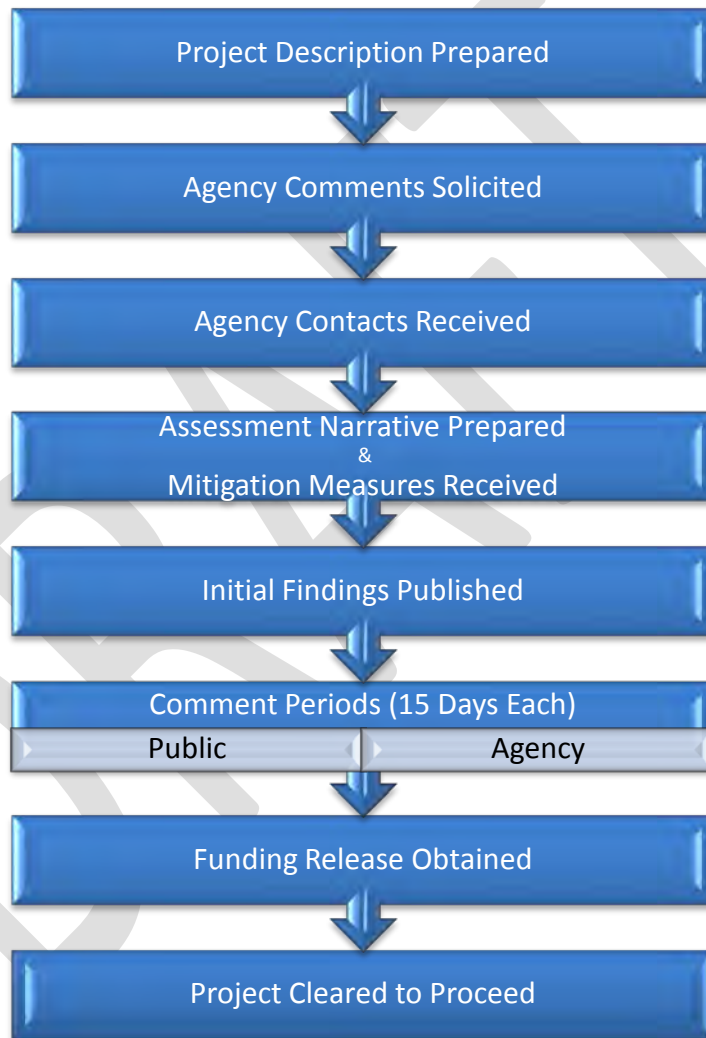 Project Description Prepared
Agency Comments Solicited
Agency Contacts Received
Assessment Narrative Prepared
&
Mitigation Measures Received
Initial Findings Published
Comment Periods (15 Days Each)
Public Agency
Funding Release Obtained
Project Cleared to Proceed
DRAFT